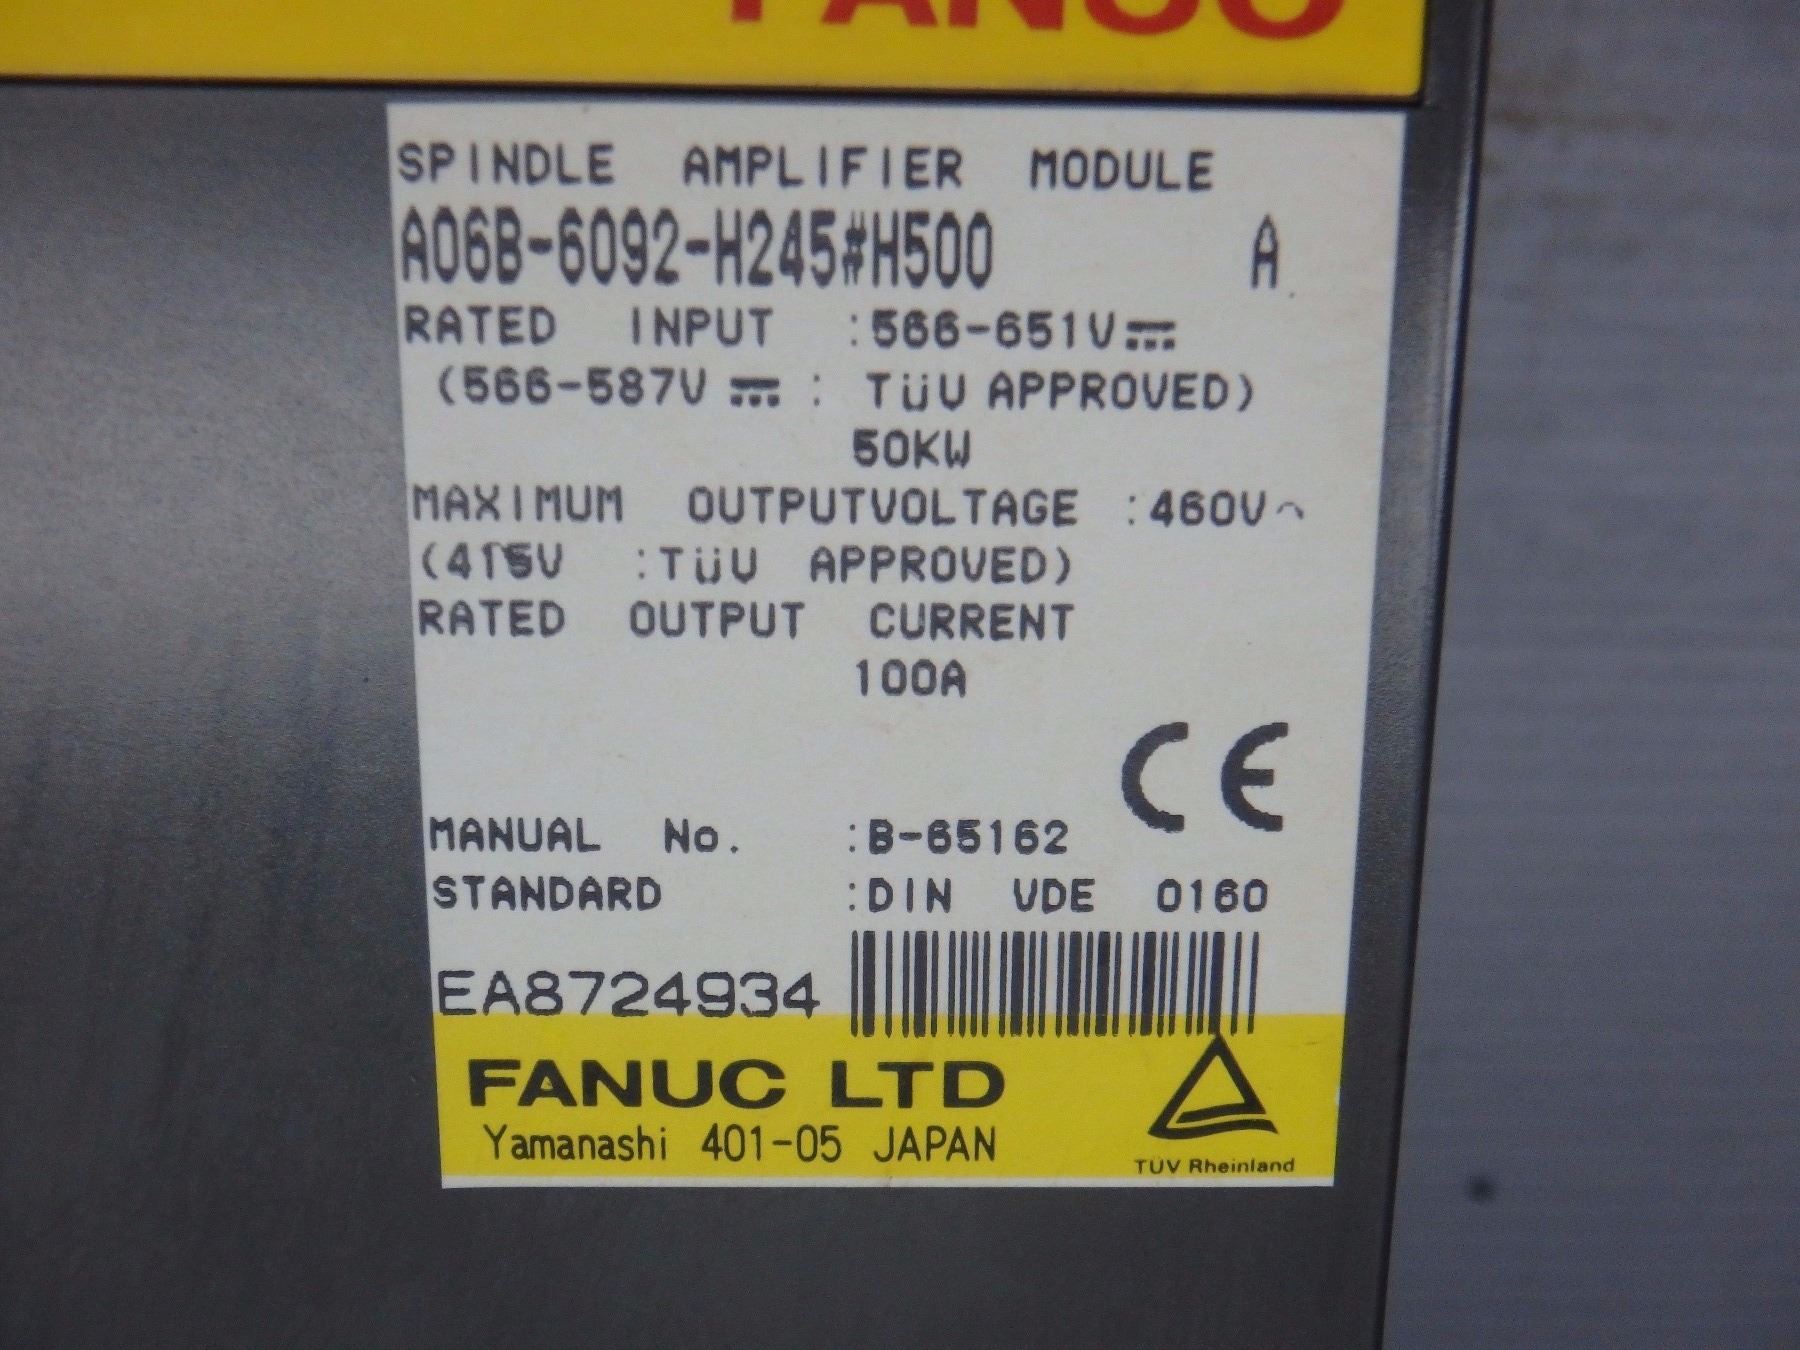 FANUC
SPINDLE AMPLIFIER MODULE
A06B-6092-H245#H500 A
RATED INPUT :566-651V⎓
(566-587V⎓ : TüV APPROVED)
50KW
MAXIMUM OUTPUTVOLTAGE :460V~
(415V :TüV APPROVED)
RATED OUTPUT CURRENT
100A
CE
MANUAL No. :B-65162
STANDARD :DIN VDE 0160
EA8724934
FANUC LTD
Yamanashi 401-05 JAPAN
TÜV Rheinland